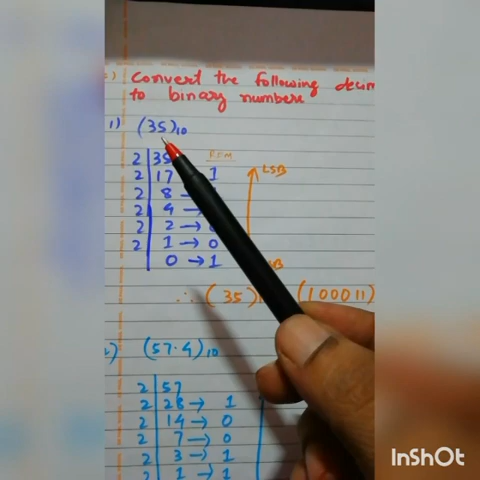 Convert the following decim
to binary numbers
1) (35)10
2 35 REM
2 17 1
2 8 →
2 4 →
2 2 →
2 1 → 0
0 → 1
LSB
∴ (35) (100011)
2) (57.4)10
2 57
2 28 → 1
2 14 → 0
2 7 → 0
2 3 → 1
2 1 → 1
InShOt